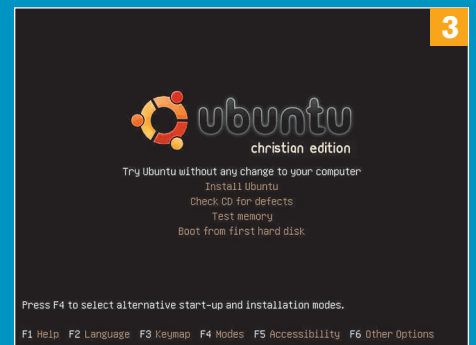 3
ubuntu
christian edition
Try Ubuntu without any change to your computer
Install Ubuntu
Check CD for defects
Test memory
Boot from first hard disk
Press F4 to select alternative start-up and installation modes.
F1 Help F2 Language F3 Keymap F4 Modes F5 Accessibility F6 Other Options